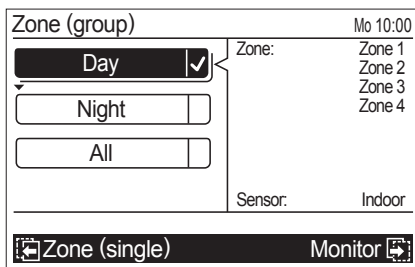 Zone (group) Mo 10:00
Day
Night
All
Zone: Zone 1
Zone 2
Zone 3
Zone 4
Sensor: Indoor
Zone (single) Monitor